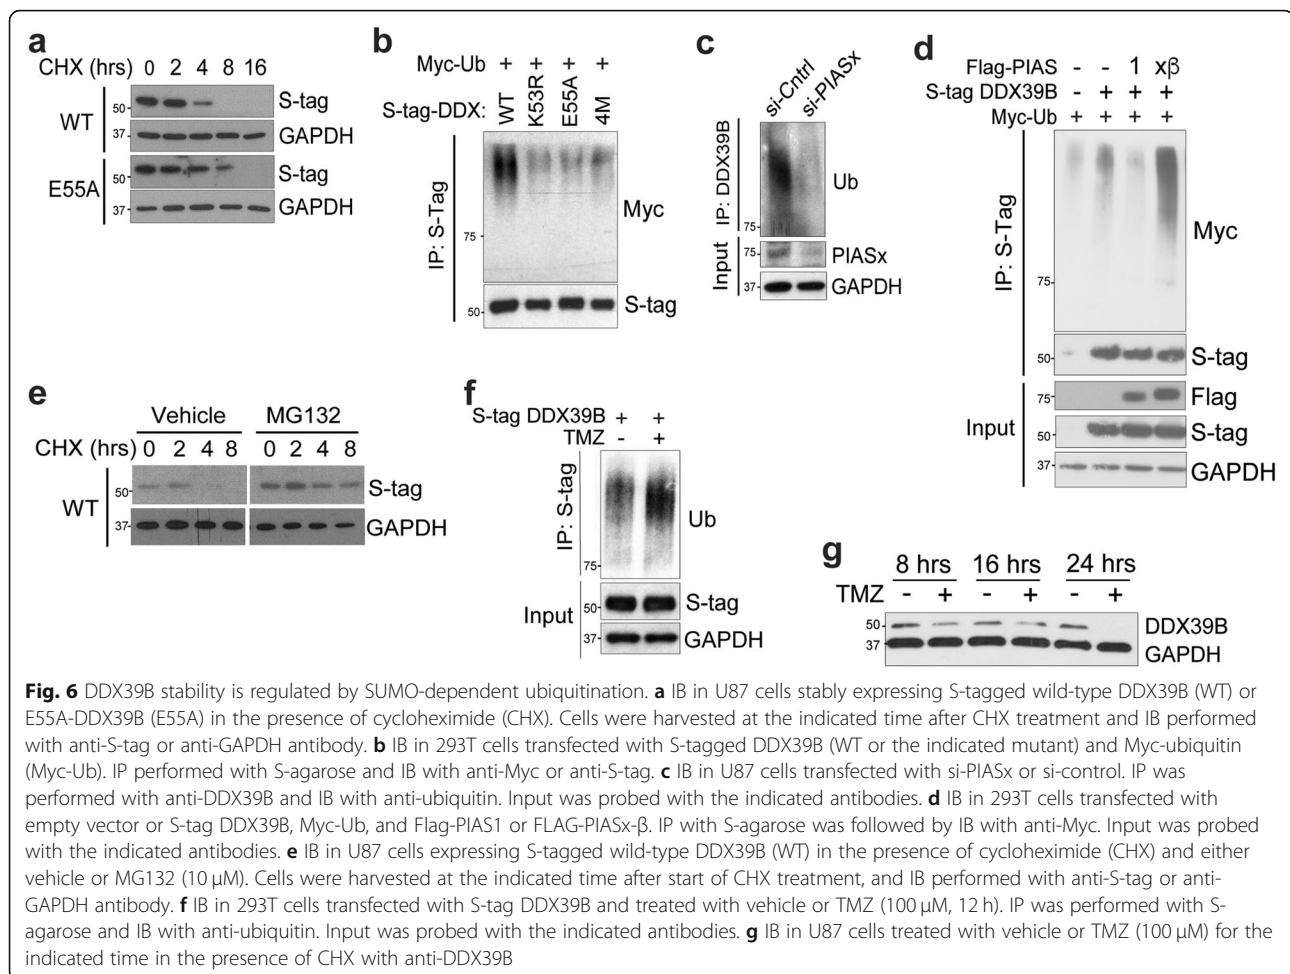 a
CHX (hrs) 0 2 4 8 16
WT
50
S-tag
37
GAPDH
E55A
50
S-tag
37
GAPDH
b
Myc-Ub + + + +
S-tag-DDX: WT K53R E55A 4M
IP: S-Tag
75
Myc
50
S-tag
c
si-Cntrl si-PIASx
IP: DDX39B
Ub
75
Input
75
PIASx
37
GAPDH
d
Flag-PIAS - - 1 xβ
S-tag DDX39B - + + +
Myc-Ub + + + +
IP: S-Tag
Myc
75
50
S-tag
Input
75
Flag
50
S-tag
37
GAPDH
e
Vehicle MG132
CHX (hrs) 0 2 4 8 0 2 4 8
WT
50
S-tag
37
GAPDH
f
S-tag DDX39B + +
TMZ - +
IP: S-tag
Ub
75
Input
50
S-tag
37
GAPDH
g
8 hrs 16 hrs 24 hrs
TMZ - + - + - +
50
DDX39B
37
GAPDH
Fig. 6 DDX39B stability is regulated by SUMO-dependent ubiquitination. a IB in U87 cells stably expressing S-tagged wild-type DDX39B (WT) or
E55A-DDX39B (E55A) in the presence of cycloheximide (CHX). Cells were harvested at the indicated time after CHX treatment and IB performed
with anti-S-tag or anti-GAPDH antibody. b IB in 293T cells transfected with S-tagged DDX39B (WT or the indicated mutant) and Myc-ubiquitin
(Myc-Ub). IP performed with S-agarose and IB with anti-Myc or anti-S-tag. c IB in U87 cells transfected with si-PIASx or si-control. IP was
performed with anti-DDX39B and IB with anti-ubiquitin. Input was probed with the indicated antibodies. d IB in 293T cells transfected with
empty vector or S-tag DDX39B, Myc-Ub, and Flag-PIAS1 or FLAG-PIASx-β. IP with S-agarose was followed by IB with anti-Myc. Input was probed
with the indicated antibodies. e IB in U87 cells expressing S-tagged wild-type DDX39B (WT) in the presence of cycloheximide (CHX) and either
vehicle or MG132 (10 μM). Cells were harvested at the indicated time after start of CHX treatment, and IB performed with anti-S-tag or anti-
GAPDH antibody. f IB in 293T cells transfected with S-tag DDX39B and treated with vehicle or TMZ (100 μM, 12 h). IP was performed with S-
agarose and IB with anti-ubiquitin. Input was probed with the indicated antibodies. g IB in U87 cells treated with vehicle or TMZ (100 μM) for the
indicated time in the presence of CHX with anti-DDX39B